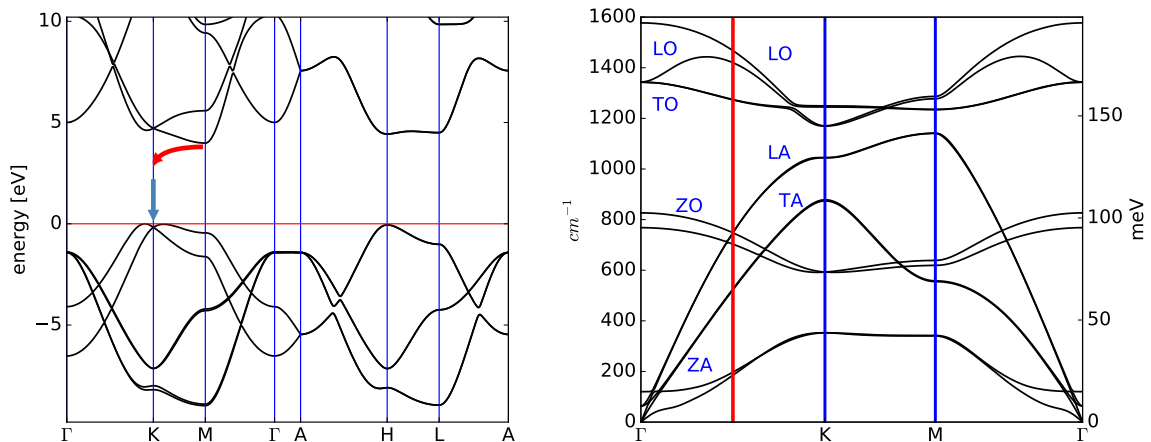 energy [eV]
10
5
0
−5
Γ K M Γ A H L A
cm⁻¹
1600
1400
1200
1000
800
600
400
200
0
LO LO
TO
LA
ZO TA
ZA
150
100
50
0
meV
Γ K M Γ